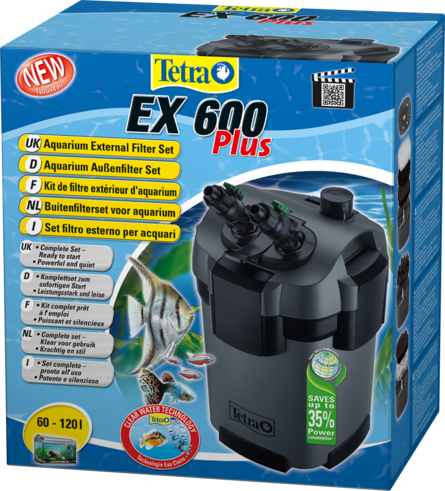 Tetra
EX 600
Plus
NEW
Nouveau
Tetra
EX 600
Plus
UK Aquarium External Filter Set
D Aquarium Außenfilter Set
F Kit de filtre extérieur d'aquarium
NL Buitenfilterset voor aquarium
I Set filtro esterno per acquari
UK • Complete Set –
Ready to start
• Powerful and quiet
D • Komplettset zum
sofortigen Start
• Leistungsstark und leise
F • Kit complet prêt
à l'emploi
• Puissant et silencieux
NL • Complete set –
Klaar voor gebruik
• Krachtig en stil
I • Set completo –
pronto all'uso
• Potente e silenzioso
60 - 120 l
CLEAR WATER TECHNOLOGY
Tetra
Technologie Eau Claire
Tetra
SAVES
up to
35%
Power
consumption